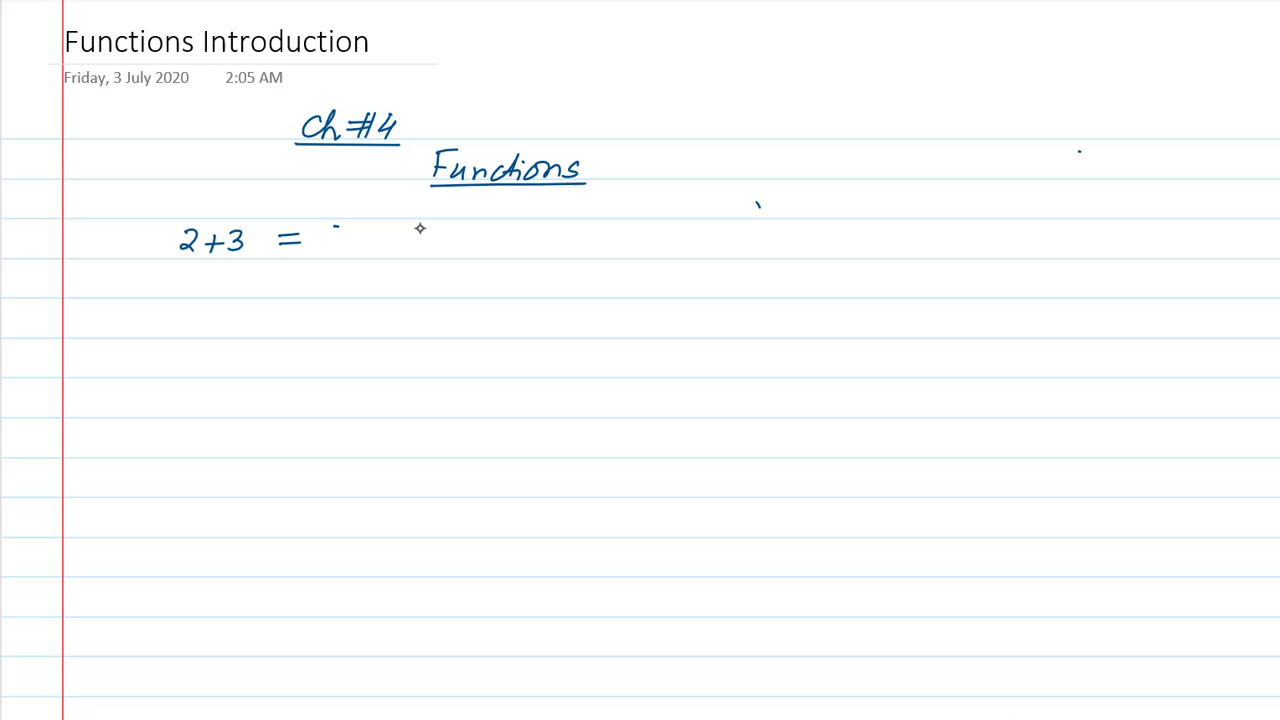 Functions Introduction
Friday, 3 July 2020 2:05 AM
Ch #4
Functions
2+3 =